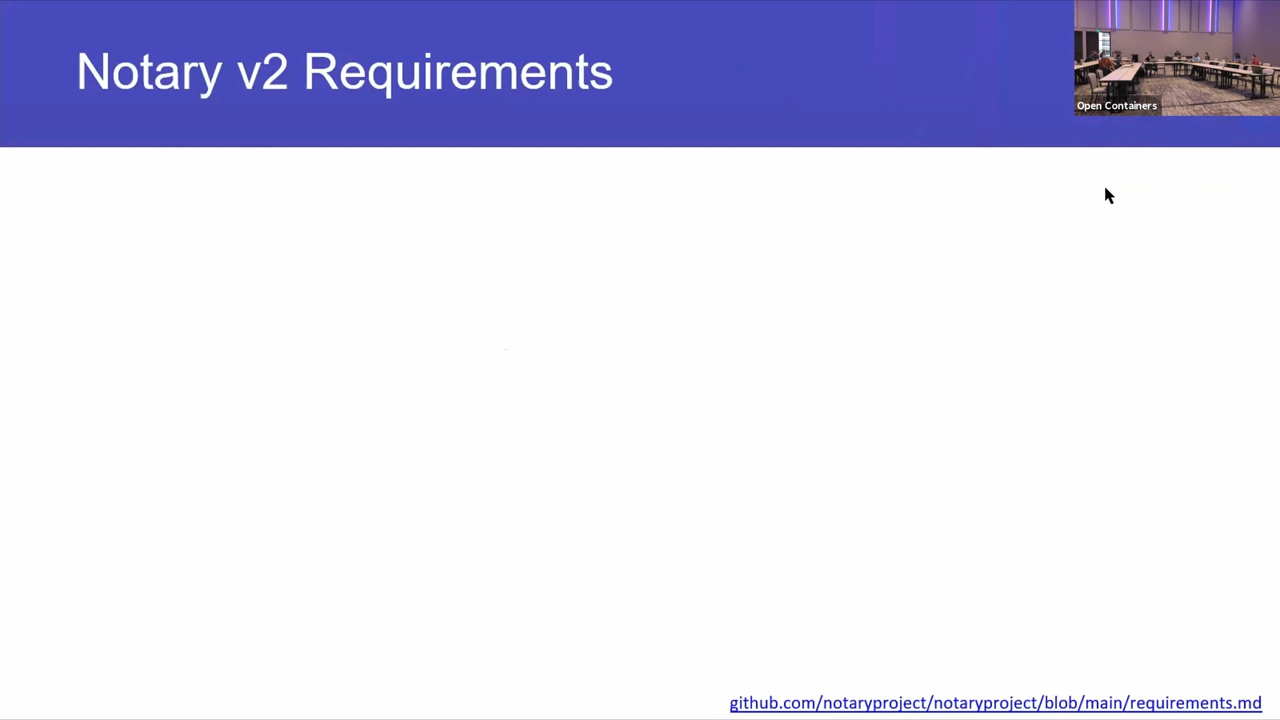 Notary v2 Requirements
Open Containers
github.com/notaryproject/notaryproject/blob/main/requirements.md